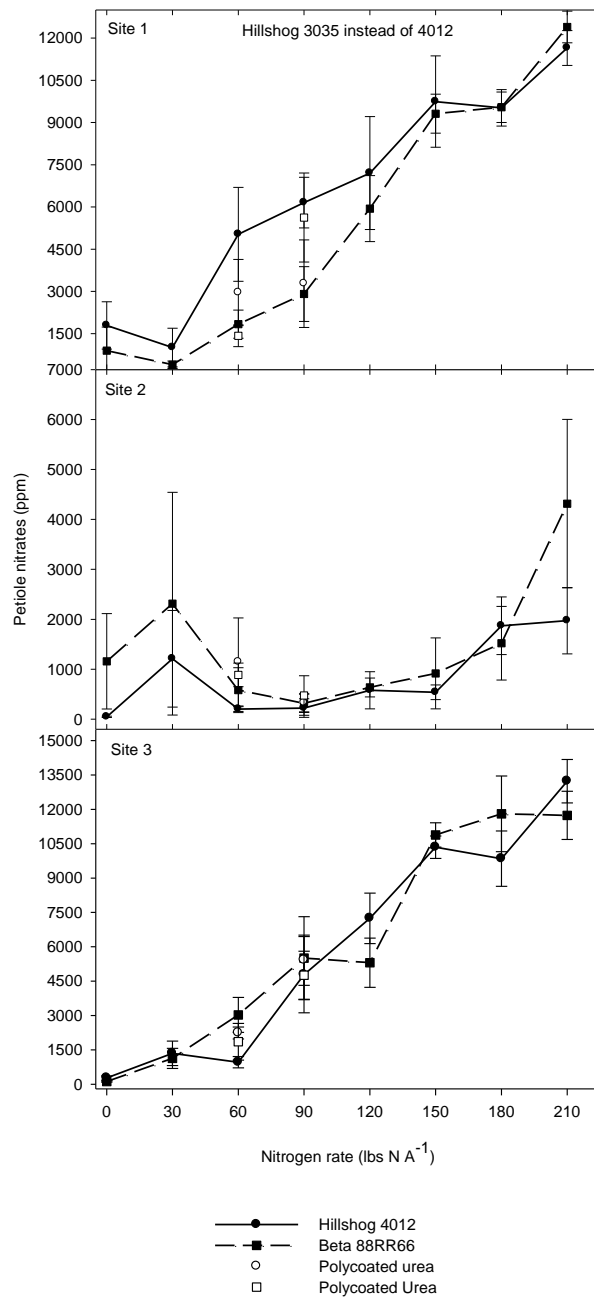 12000
Site 1
Hillshog 3035 instead of 4012
10500
9000
7500
6000
4500
3000
1500
7000
Site 2
6000
5000
4000
3000
2000
1000
0
Petiole nitrates (ppm)
15000
Site 3
13500
12000
10500
9000
7500
6000
4500
3000
1500
0
0 30 60 90 120 150 180 210
Nitrogen rate (lbs N A-1)
Hillshog 4012
Beta 88RR66
Polycoated urea
Polycoated Urea